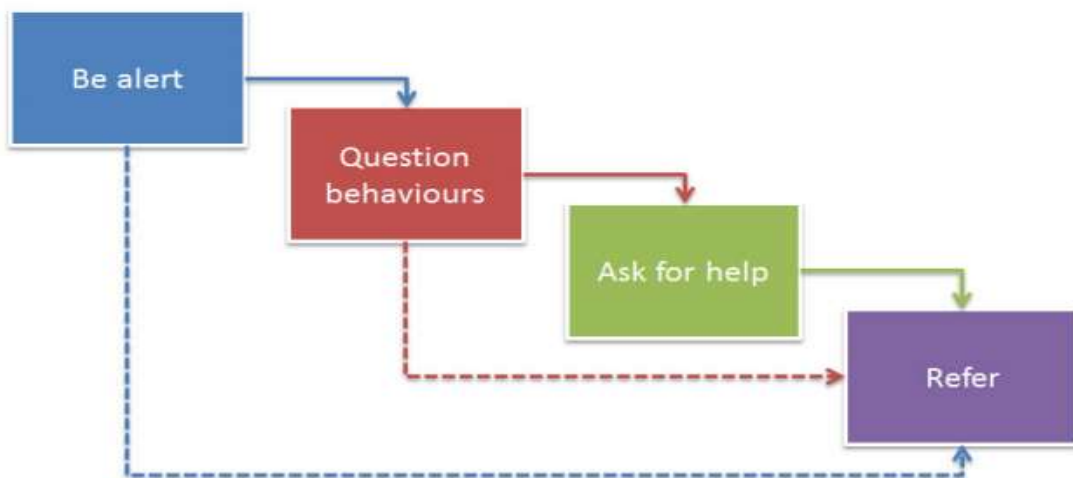 Be alert
Question
behaviours
Ask for help
Refer